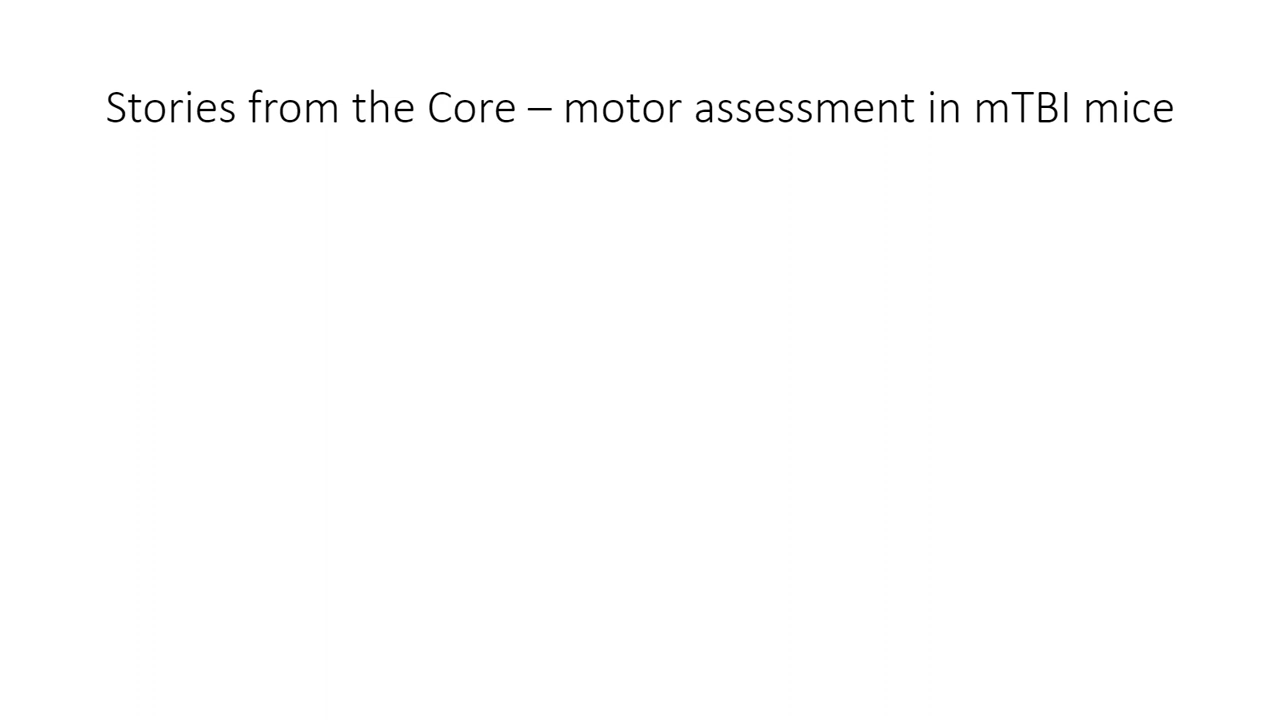 Stories from the Core – motor assessment in mTBI mice